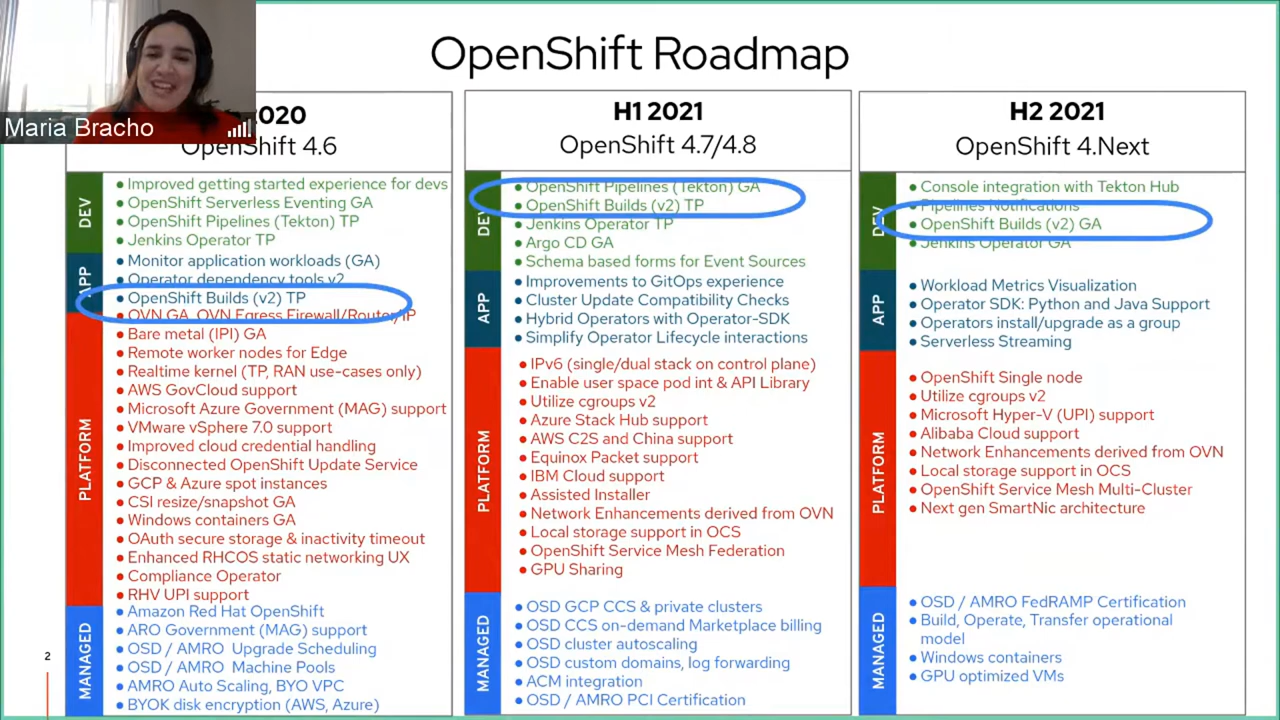 OpenShift Roadmap
Maria Bracho
2020
OpenShift 4.6
DEV
• Improved getting started experience for devs
• OpenShift Serverless Eventing GA
• OpenShift Pipelines (Tekton) TP
• Jenkins Operator TP
APP
• Monitor application workloads (GA)
• Operator dependency tools v2
• OpenShift Builds (v2) TP
PLATFORM
• OVN GA, OVN Egress Firewall/Router/IP
• Bare metal (IPI) GA
• Remote worker nodes for Edge
• Realtime kernel (TP, RAN use-cases only)
• AWS GovCloud support
• Microsoft Azure Government (MAG) support
• VMware vSphere 7.0 support
• Improved cloud credential handling
• Disconnected OpenShift Update Service
• GCP & Azure spot instances
• CSI resize/snapshot GA
• Windows containers GA
• OAuth secure storage & inactivity timeout
• Enhanced RHCOS static networking UX
• Compliance Operator
• RHV UPI support
MANAGED
• Amazon Red Hat OpenShift
• ARO Government (MAG) support
• OSD / AMRO Upgrade Scheduling
• OSD / AMRO Machine Pools
• AMRO Auto Scaling, BYO VPC
• BYOK disk encryption (AWS, Azure)
H1 2021
OpenShift 4.7/4.8
DEV
• OpenShift Pipelines (Tekton) GA
• OpenShift Builds (v2) TP
• Jenkins Operator TP
• Argo CD GA
• Schema based forms for Event Sources
APP
• Improvements to GitOps experience
• Cluster Update Compatibility Checks
• Hybrid Operators with Operator-SDK
• Simplify Operator Lifecycle interactions
PLATFORM
• IPv6 (single/dual stack on control plane)
• Enable user space pod int & API Library
• Utilize cgroups v2
• Azure Stack Hub support
• AWS C2S and China support
• Equinox Packet support
• IBM Cloud support
• Assisted Installer
• Network Enhancements derived from OVN
• Local storage support in OCS
• OpenShift Service Mesh Federation
• GPU Sharing
MANAGED
• OSD GCP CCS & private clusters
• OSD CCS on-demand Marketplace billing
• OSD cluster autoscaling
• OSD custom domains, log forwarding
• ACM integration
• OSD / AMRO PCI Certification
H2 2021
OpenShift 4.Next
DEV
• Console integration with Tekton Hub
• Pipelines Notifications
• OpenShift Builds (v2) GA
• Jenkins Operator GA
APP
• Workload Metrics Visualization
• Operator SDK: Python and Java Support
• Operators install/upgrade as a group
• Serverless Streaming
PLATFORM
• OpenShift Single node
• Utilize cgroups v2
• Microsoft Hyper-V (UPI) support
• Alibaba Cloud support
• Network Enhancements derived from OVN
• Local storage support in OCS
• OpenShift Service Mesh Multi-Cluster
• Next gen SmartNic architecture
MANAGED
• OSD / AMRO FedRAMP Certification
• Build, Operate, Transfer operational
model
• Windows containers
• GPU optimized VMs
2